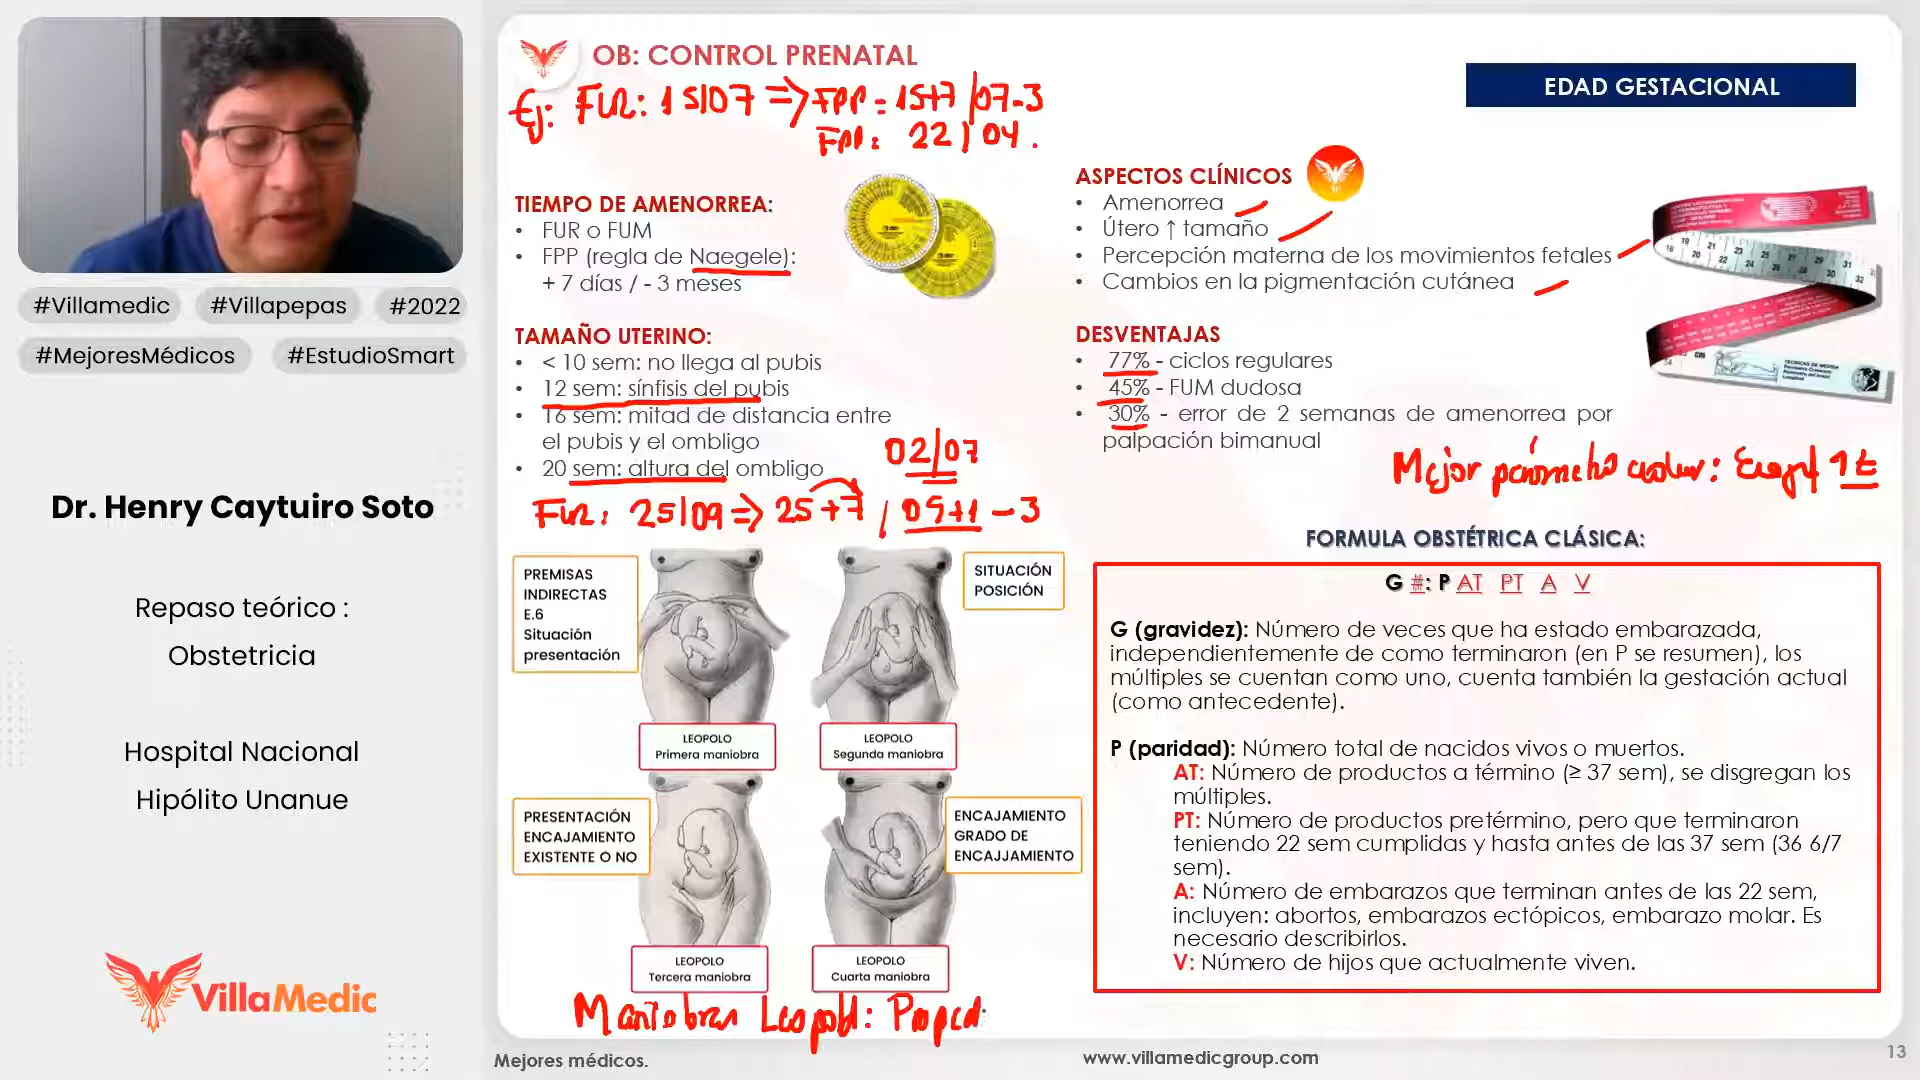 #Villamedic #Villapepas #2022
#MejoresMédicos #EstudioSmart
Dr. Henry Caytuiro Soto
Repaso teórico :
Obstetricia
Hospital Nacional
Hipólito Unanue
VillaMedic
OB: CONTROL PRENATAL
EDAD GESTACIONAL
Ej: FUR: 15/07 => FPP = 15+7 / 07-3
FPP: 22 / 04.
TIEMPO DE AMENORREA:
• FUR o FUM
• FPP (regla de Naegele):
+ 7 días / - 3 meses
TAMAÑO UTERINO:
• < 10 sem: no llega al pubis
• 12 sem: sínfisis del pubis
• 16 sem: mitad de distancia entre
el pubis y el ombligo
• 20 sem: altura del ombligo
02/07
FUR: 25/09 => 25+7 / 09+1 - 3
ASPECTOS CLÍNICOS
• Amenorrea
• Útero ↑ tamaño
• Percepción materna de los movimientos fetales
• Cambios en la pigmentación cutánea
DESVENTAJAS
• 77% - ciclos regulares
• 45% - FUM dudosa
• 30% - error de 2 semanas de amenorrea por
palpación bimanual
PREMISAS
INDIRECTAS
E.6
Situación
presentación
LEOPOLO
Primera maniobra
SITUACIÓN
POSICIÓN
LEOPOLO
Segunda maniobra
PRESENTACIÓN
ENCAJAMIENTO
EXISTENTE O NO
LEOPOLO
Tercera maniobra
ENCAJAMIENTO
GRADO DE
ENCAJJAMIENTO
LEOPOLO
Cuarta maniobra
Maniobras Leopold:
Mejor parámetro
FORMULA OBSTÉTRICA CLÁSICA:
G #: P AT PT A V
G (gravidez): Número de veces que ha estado embarazada,
independientemente de como terminaron (en P se resumen), los
múltiples se cuentan como uno, cuenta también la gestación actual
(como antecedente).
P (paridad): Número total de nacidos vivos o muertos.
AT: Número de productos a término (≥ 37 sem), se disgregan los
múltiples.
PT: Número de productos pretérmino, pero que terminaron
teniendo 22 sem cumplidas y hasta antes de las 37 sem (36 6/7
sem).
A: Número de embarazos que terminan antes de las 22 sem,
incluyen: abortos, embarazos ectópicos, embarazo molar. Es
necesario describirlos.
V: Número de hijos que actualmente viven.
Mejores médicos.
www.villamedicgroup.com
13